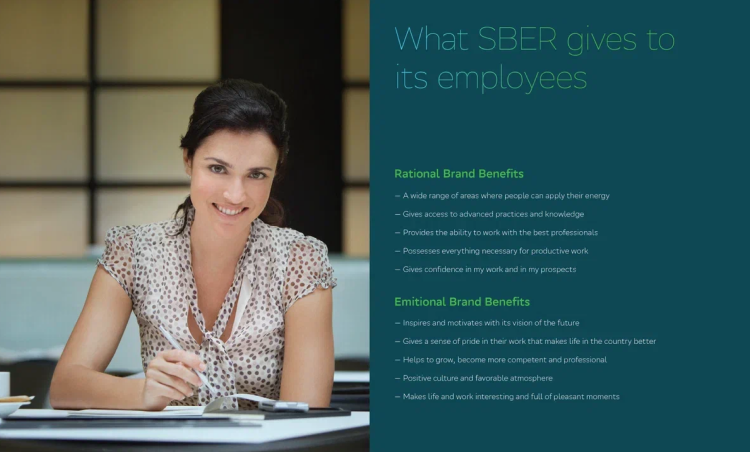 What SBER gives to
its employees
Rational Brand Benefits
— A wide range of areas where people can apply their energy
— Gives access to advanced practices and knowledge
— Provides the ability to work with the best professionals
— Possesses everything necessary for productive work
— Gives confidence in my work and in my prospects
Emitional Brand Benefits
— Inspires and motivates with its vision of the future
— Gives a sense of pride in their work that makes life in the country better
— Helps to grow, become more competent and professional
— Positive culture and favorable atmosphere
— Makes life and work interesting and full of pleasant moments